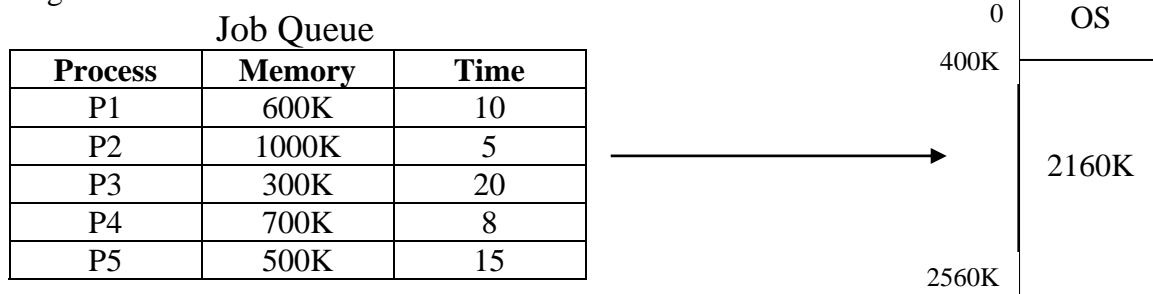 Job Queue
Process Memory Time
P1 600K 10
P2 1000K 5
P3 300K 20
P4 700K 8
P5 500K 15
0 OS
400K
2160K
2560K